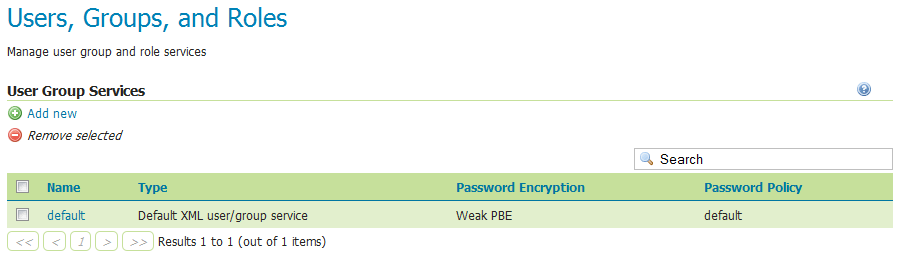 Users, Groups, and Roles
Manage user group and role services
User Group Services
Add new
Remove selected
Search
Name Type Password Encryption Password Policy
default Default XML user/group service Weak PBE default
<< < 1 > >> Results 1 to 1 (out of 1 items)